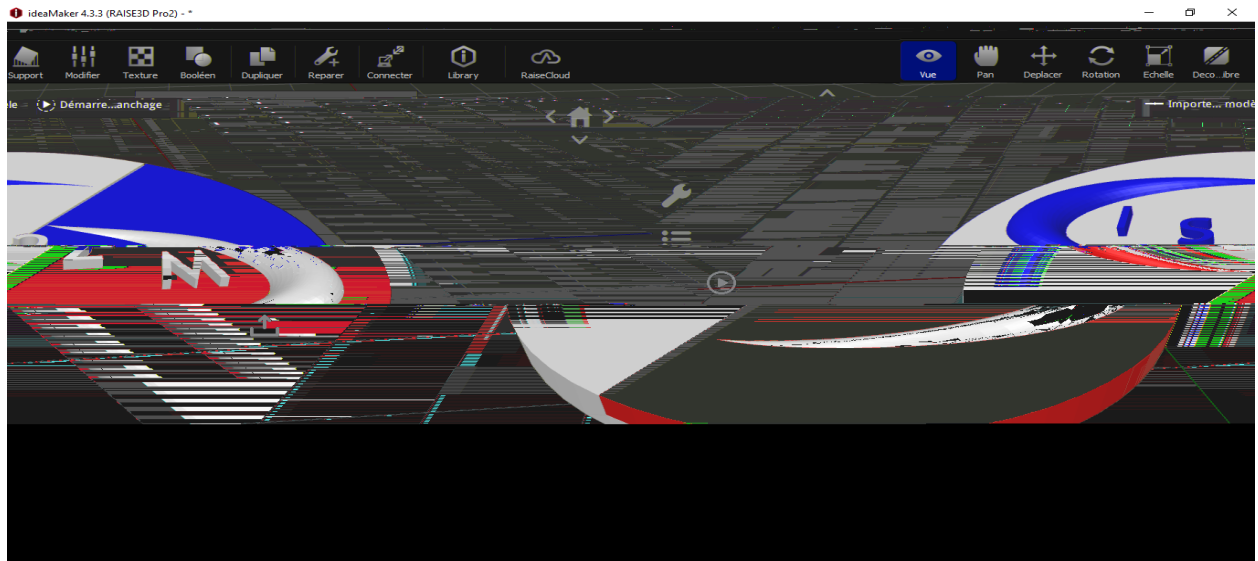 ideaMaker 4.3.3 (RAISE3D Pro2) - *
Support Modifier Texture Booléen Dupliquer Reparer Connecter Library RaiseCloud Vue Pan Deplacer Rotation Echelle Deco...ibre
èle Démarre...anchage Importe... modè
I S
M